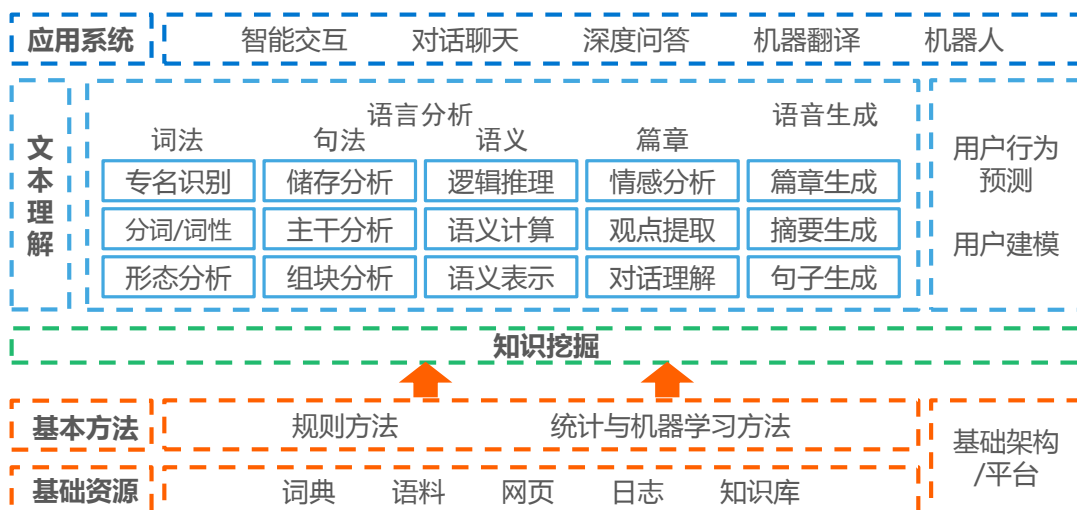 应用系统 智能交互 对话聊天 深度问答 机器翻译 机器人
文本理解
语言分析 语音生成
词法 句法 语义 篇章
专名识别 储存分析 逻辑推理 情感分析 篇章生成
分词/词性 主干分析 语义计算 观点提取 摘要生成
形态分析 组块分析 语义表示 对话理解 句子生成
用户行为
预测
用户建模
知识挖掘
基本方法 规则方法 统计与机器学习方法
基础资源 词典 语料 网页 日志 知识库
基础架构
/平台